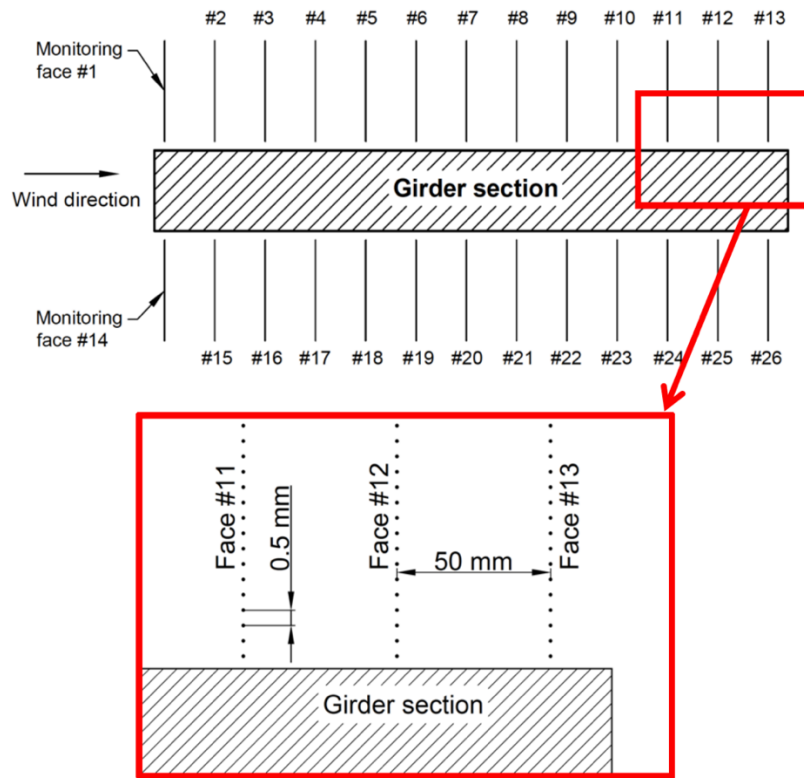 #2 #3 #4 #5 #6 #7 #8 #9 #10 #11 #12 #13
Monitoring
face #1
Wind direction
Girder section
Monitoring
face #14
#15 #16 #17 #18 #19 #20 #21 #22 #23 #24 #25 #26
Face #11
0.5 mm
Face #12
50 mm
Face #13
Girder section